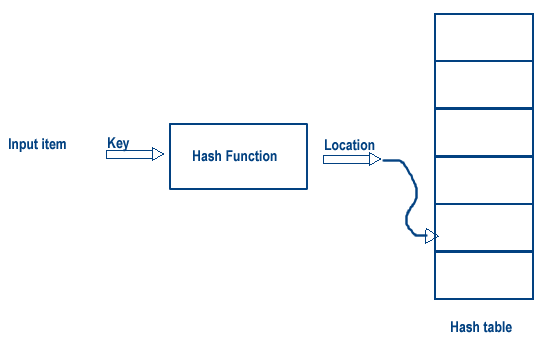 Input item
Key
Hash Function
Location
Hash table